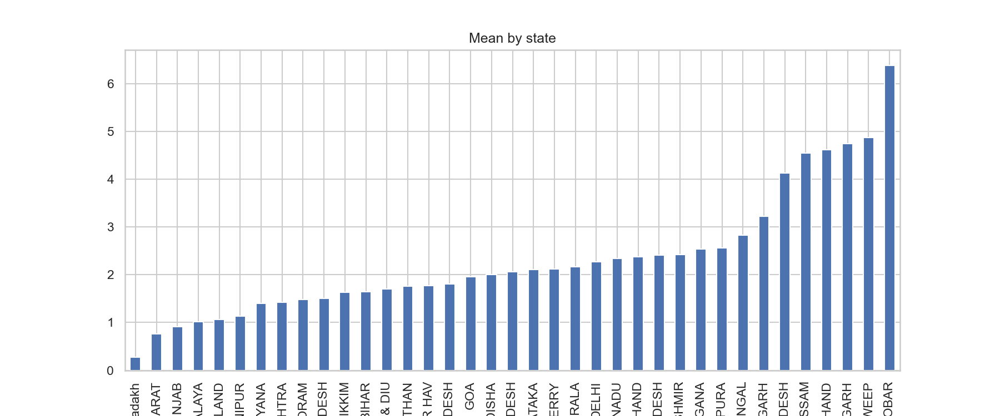 Mean by state
6
5
4
3
2
1
0
adakh
ARAT
NJAB
ALAYA
LAND
NIPUR
YANA
HTRA
ORAM
DESH
IKKIM
BIHAR
& DIU
THAN
R HAV
DESH
GOA
DISHA
DESH
ATAKA
ERRY
RALA
DELHI
NADU
HAND
DESH
SHMIR
GANA
PURA
NGAL
GARH
DESH
SSAM
HAND
GARH
WEEP
OBAR